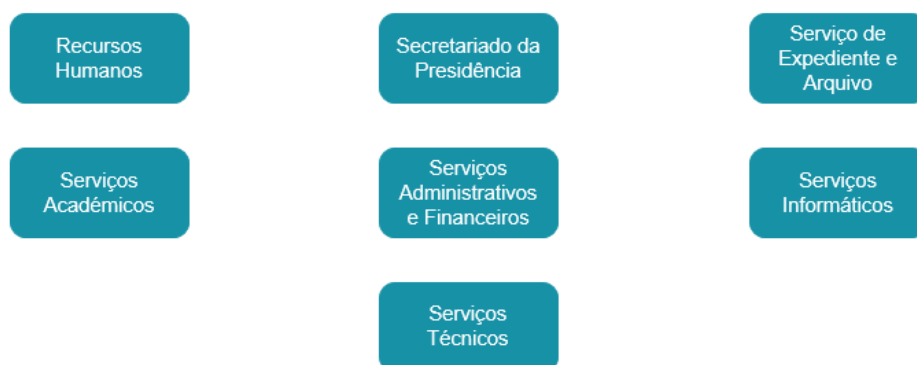 Recursos
Humanos
Secretariado da
Presidência
Serviço de
Expediente e
Arquivo
Serviços
Académicos
Serviços
Administrativos
e Financeiros
Serviços
Informáticos
Serviços
Técnicos